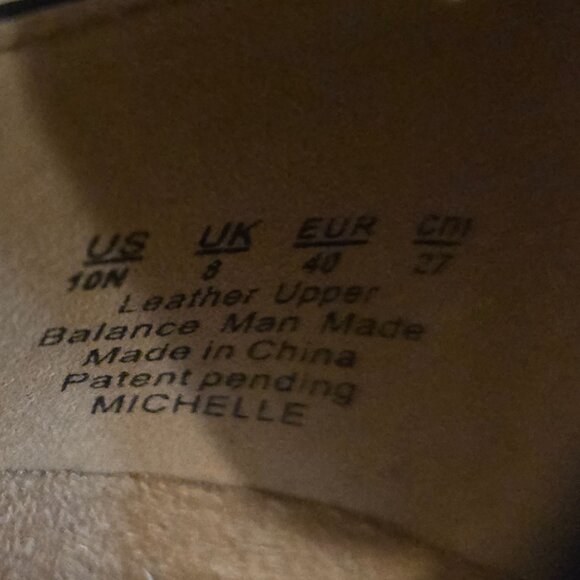 US UK EUR cm
10N 8 40 27
Leather Upper
Balance Man Made
Made in China
Patent pending
MICHELLE